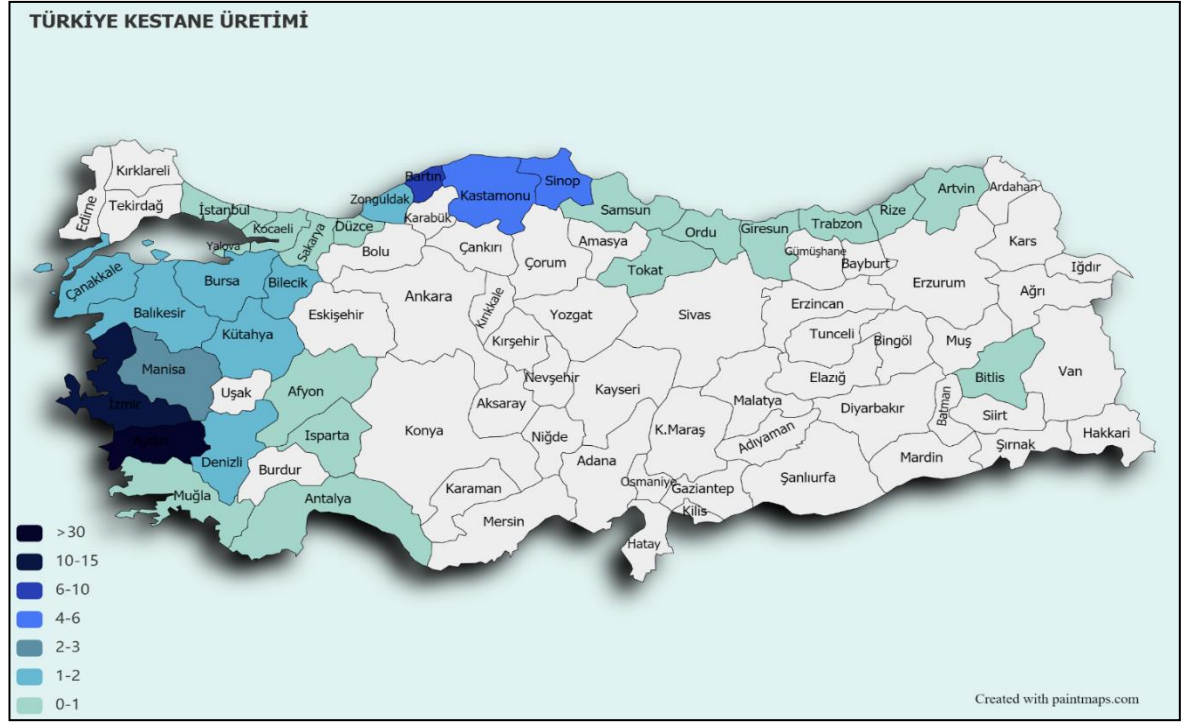 TÜRKİYE KESTANE ÜRETİMİ
Kırklareli
Edirne
Tekirdağ
İstanbul
Kocaeli
Yalova
Sakarya
Düzce
Zonguldak
Bartın
Karabük
Kastamonu
Sinop
Samsun
Ordu
Giresun
Trabzon
Rize
Artvin
Ardahan
Kars
Iğdır
Ağrı
Bolu
Çankırı
Çorum
Amasya
Tokat
Gümüşhane
Bayburt
Erzurum
Erzincan
Çanakkale
Bursa
Bilecik
Balıkesir
Kütahya
Eskişehir
Ankara
Kırıkkale
Yozgat
Sivas
Tunceli
Bingöl
Muş
Van
Bitlis
Manisa
Uşak
Afyon
Kırşehir
Nevşehir
Kayseri
Malatya
Elazığ
Diyarbakır
Batman
Siirt
Şırnak
Hakkari
İzmir
Aydın
Denizli
Isparta
Burdur
Konya
Aksaray
Niğde
Adana
K.Maraş
Adıyaman
Şanlıurfa
Mardin
Muğla
Antalya
Karaman
Mersin
Osmaniye
Gaziantep
Kilis
Hatay
>30
10-15
6-10
4-6
2-3
1-2
0-1
Created with paintmaps.com